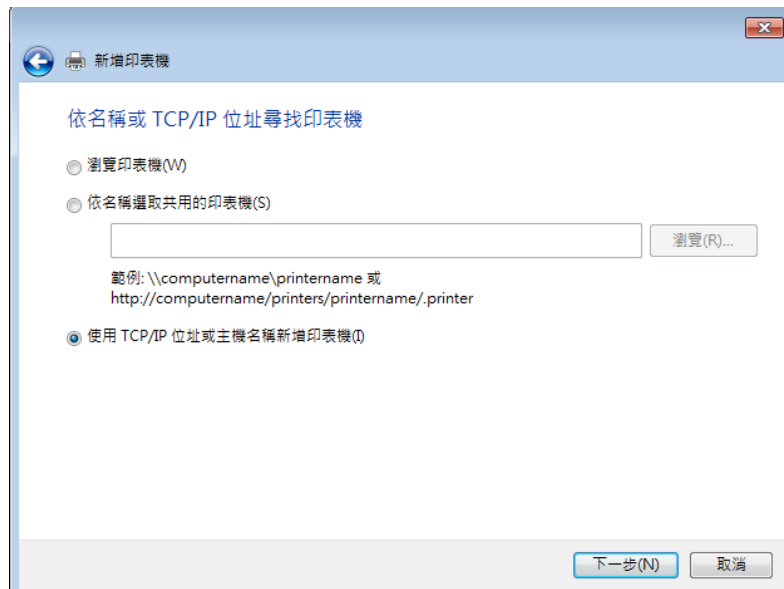 新增印表機
依名稱或 TCP/IP 位址尋找印表機
瀏覽印表機(W)
依名稱選取共用的印表機(S)
瀏覽(R)...
範例: \\computername\printername 或
http://computername/printers/printername/.printer
使用 TCP/IP 位址或主機名稱新增印表機(I)
下一步(N)
取消